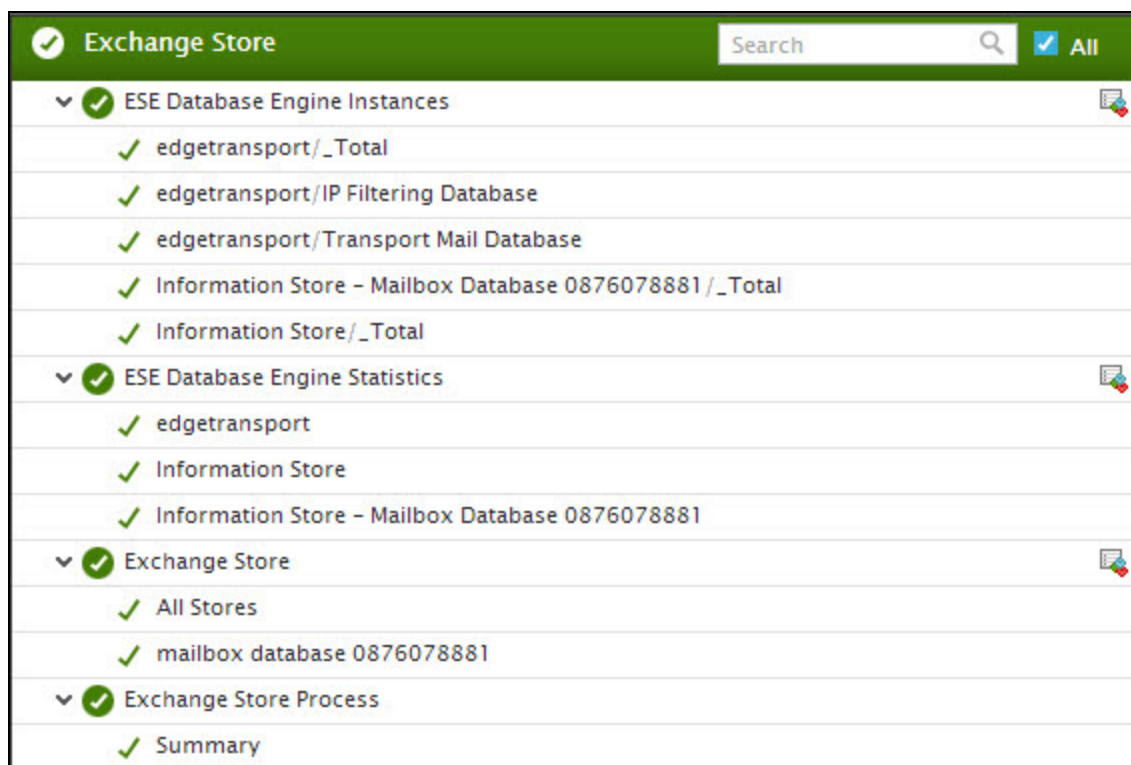 Exchange Store Search All
ESE Database Engine Instances
edgetransport/_Total
edgetransport/IP Filtering Database
edgetransport/Transport Mail Database
Information Store - Mailbox Database 0876078881/_Total
Information Store/_Total
ESE Database Engine Statistics
edgetransport
Information Store
Information Store - Mailbox Database 0876078881
Exchange Store
All Stores
mailbox database 0876078881
Exchange Store Process
Summary